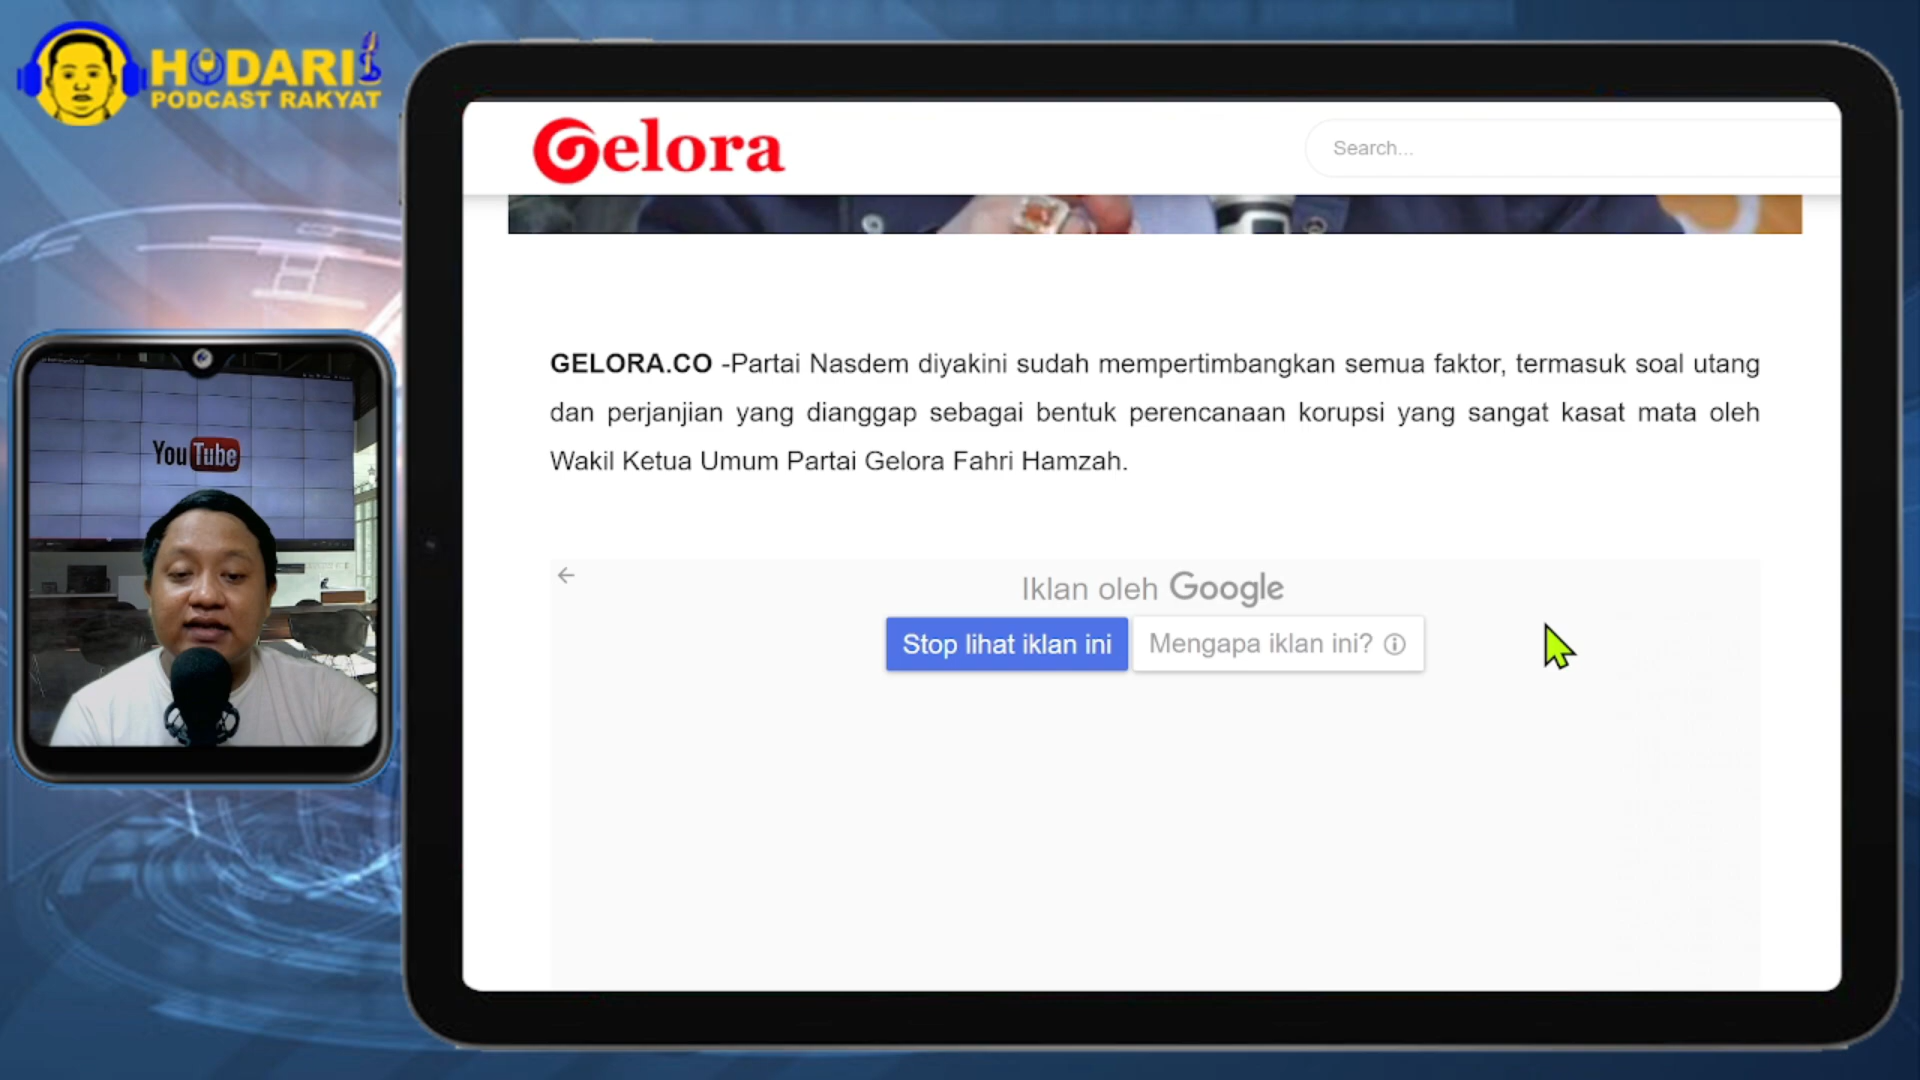 HODARI
PODCAST RAKYAT
Gelora
Search...
GELORA.CO -Partai Nasdem diyakini sudah mempertimbangkan semua faktor, termasuk soal utang
dan perjanjian yang dianggap sebagai bentuk perencanaan korupsi yang sangat kasat mata oleh
Wakil Ketua Umum Partai Gelora Fahri Hamzah.
YouTube
Iklan oleh Google
Stop lihat iklan ini
Mengapa iklan ini?